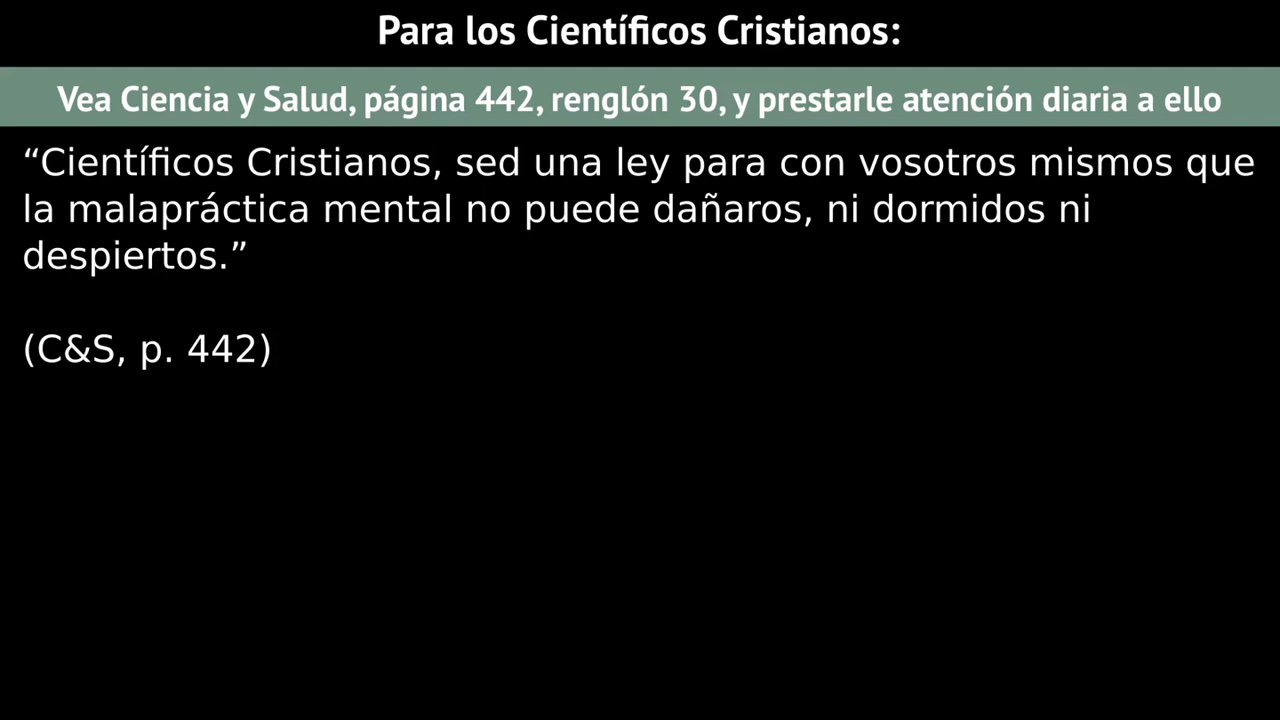 Para los Científicos Cristianos:
Vea Ciencia y Salud, página 442, renglón 30, y prestarle atención diaria a ello
“Científicos Cristianos, sed una ley para con vosotros mismos que
la malapráctica mental no puede dañaros, ni dormidos ni
despiertos.”
(C&S, p. 442)